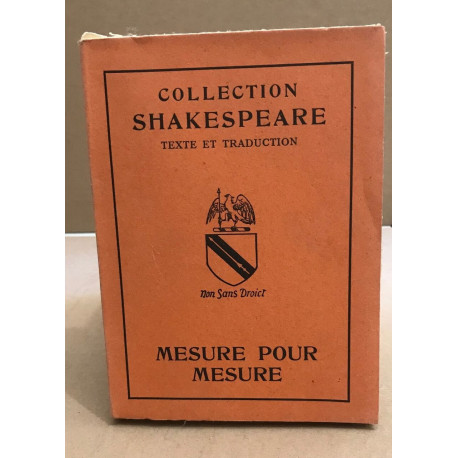 COLLECTION
SHAKESPEARE
TEXTE ET TRADUCTION
Non Sans Droict
MESURE POUR
MESURE